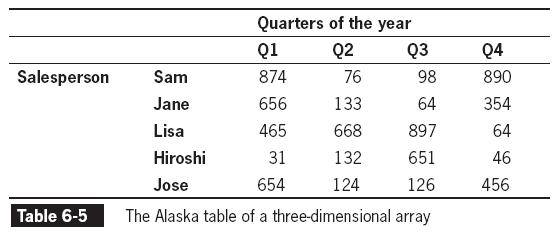 Quarters of the year
Q1 Q2 Q3 Q4
Salesperson Sam 874 76 98 890
Jane 656 133 64 354
Lisa 465 668 897 64
Hiroshi 31 132 651 46
Jose 654 124 126 456
Table 6-5 The Alaska table of a three-dimensional array